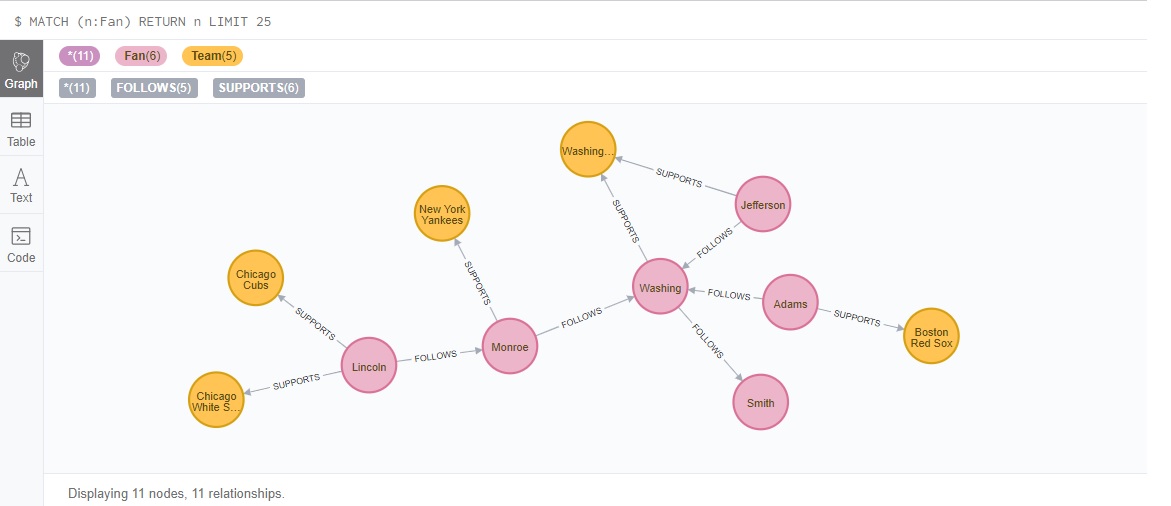 $ MATCH (n:Fan) RETURN n LIMIT 25
*(11) Fan(6) Team(5)
*(11) FOLLOWS(5) SUPPORTS(6)
Graph
Table
Text
Code
Washing...
SUPPORTS
Jefferson
SUPPORTS
FOLLOWS
New York
Yankees
SUPPORTS
Chicago
Cubs
SUPPORTS
Washing
FOLLOWS
Adams
SUPPORTS
Boston
Red Sox
FOLLOWS
FOLLOWS
Monroe
FOLLOWS
Lincoln
SUPPORTS
Chicago
White S...
Smith
Displaying 11 nodes, 11 relationships.